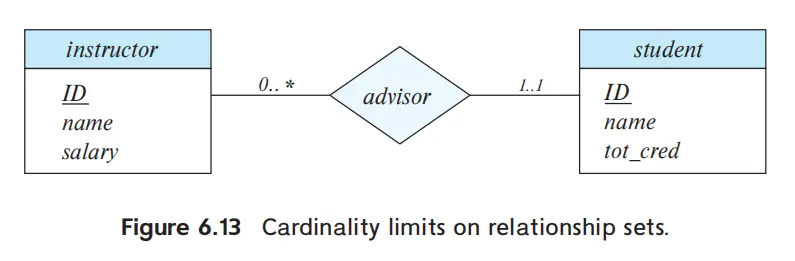 instructor
ID
name
salary
0..*
advisor
1..1
student
ID
name
tot_cred
Figure 6.13 Cardinality limits on relationship sets.